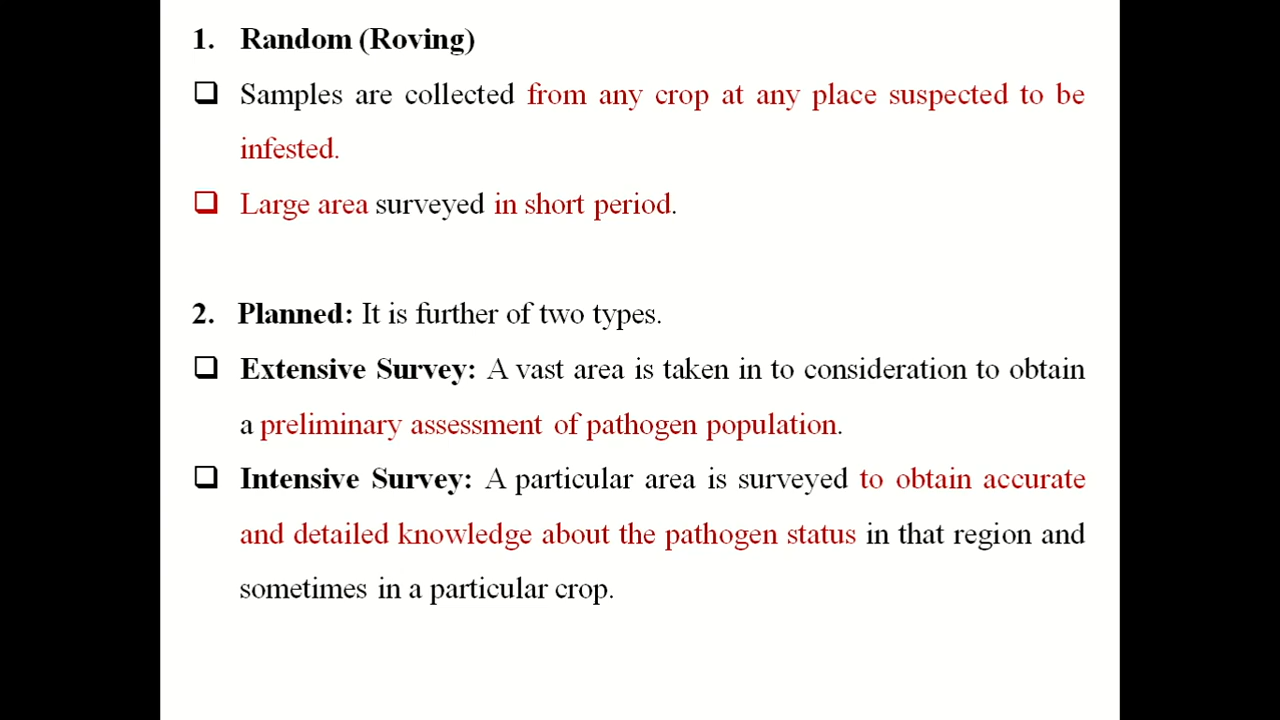 1. Random (Roving)
Samples are collected from any crop at any place suspected to be
infested.
Large area surveyed in short period.
2. Planned: It is further of two types.
Extensive Survey: A vast area is taken in to consideration to obtain
a preliminary assessment of pathogen population.
Intensive Survey: A particular area is surveyed to obtain accurate
and detailed knowledge about the pathogen status in that region and
sometimes in a particular crop.